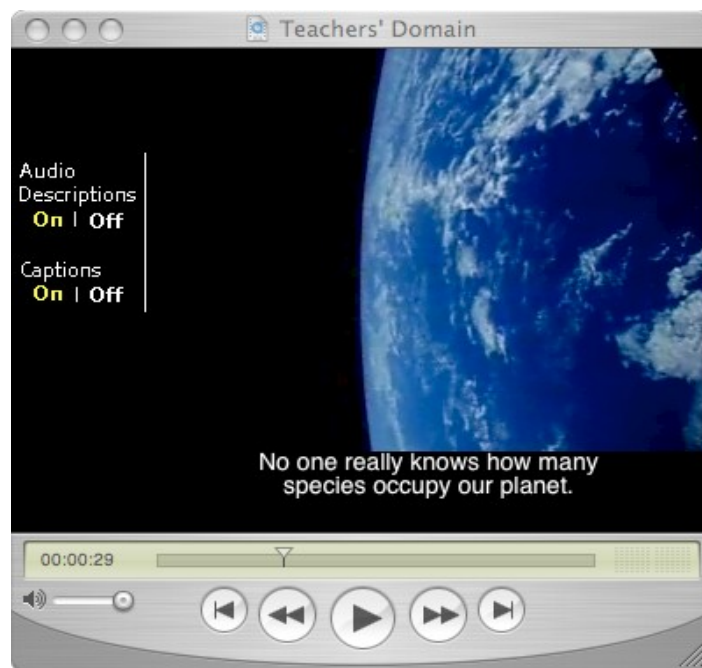 Teachers' Domain
Audio
Descriptions
On | Off
Captions
On | Off
No one really knows how many
species occupy our planet.
00:00:29